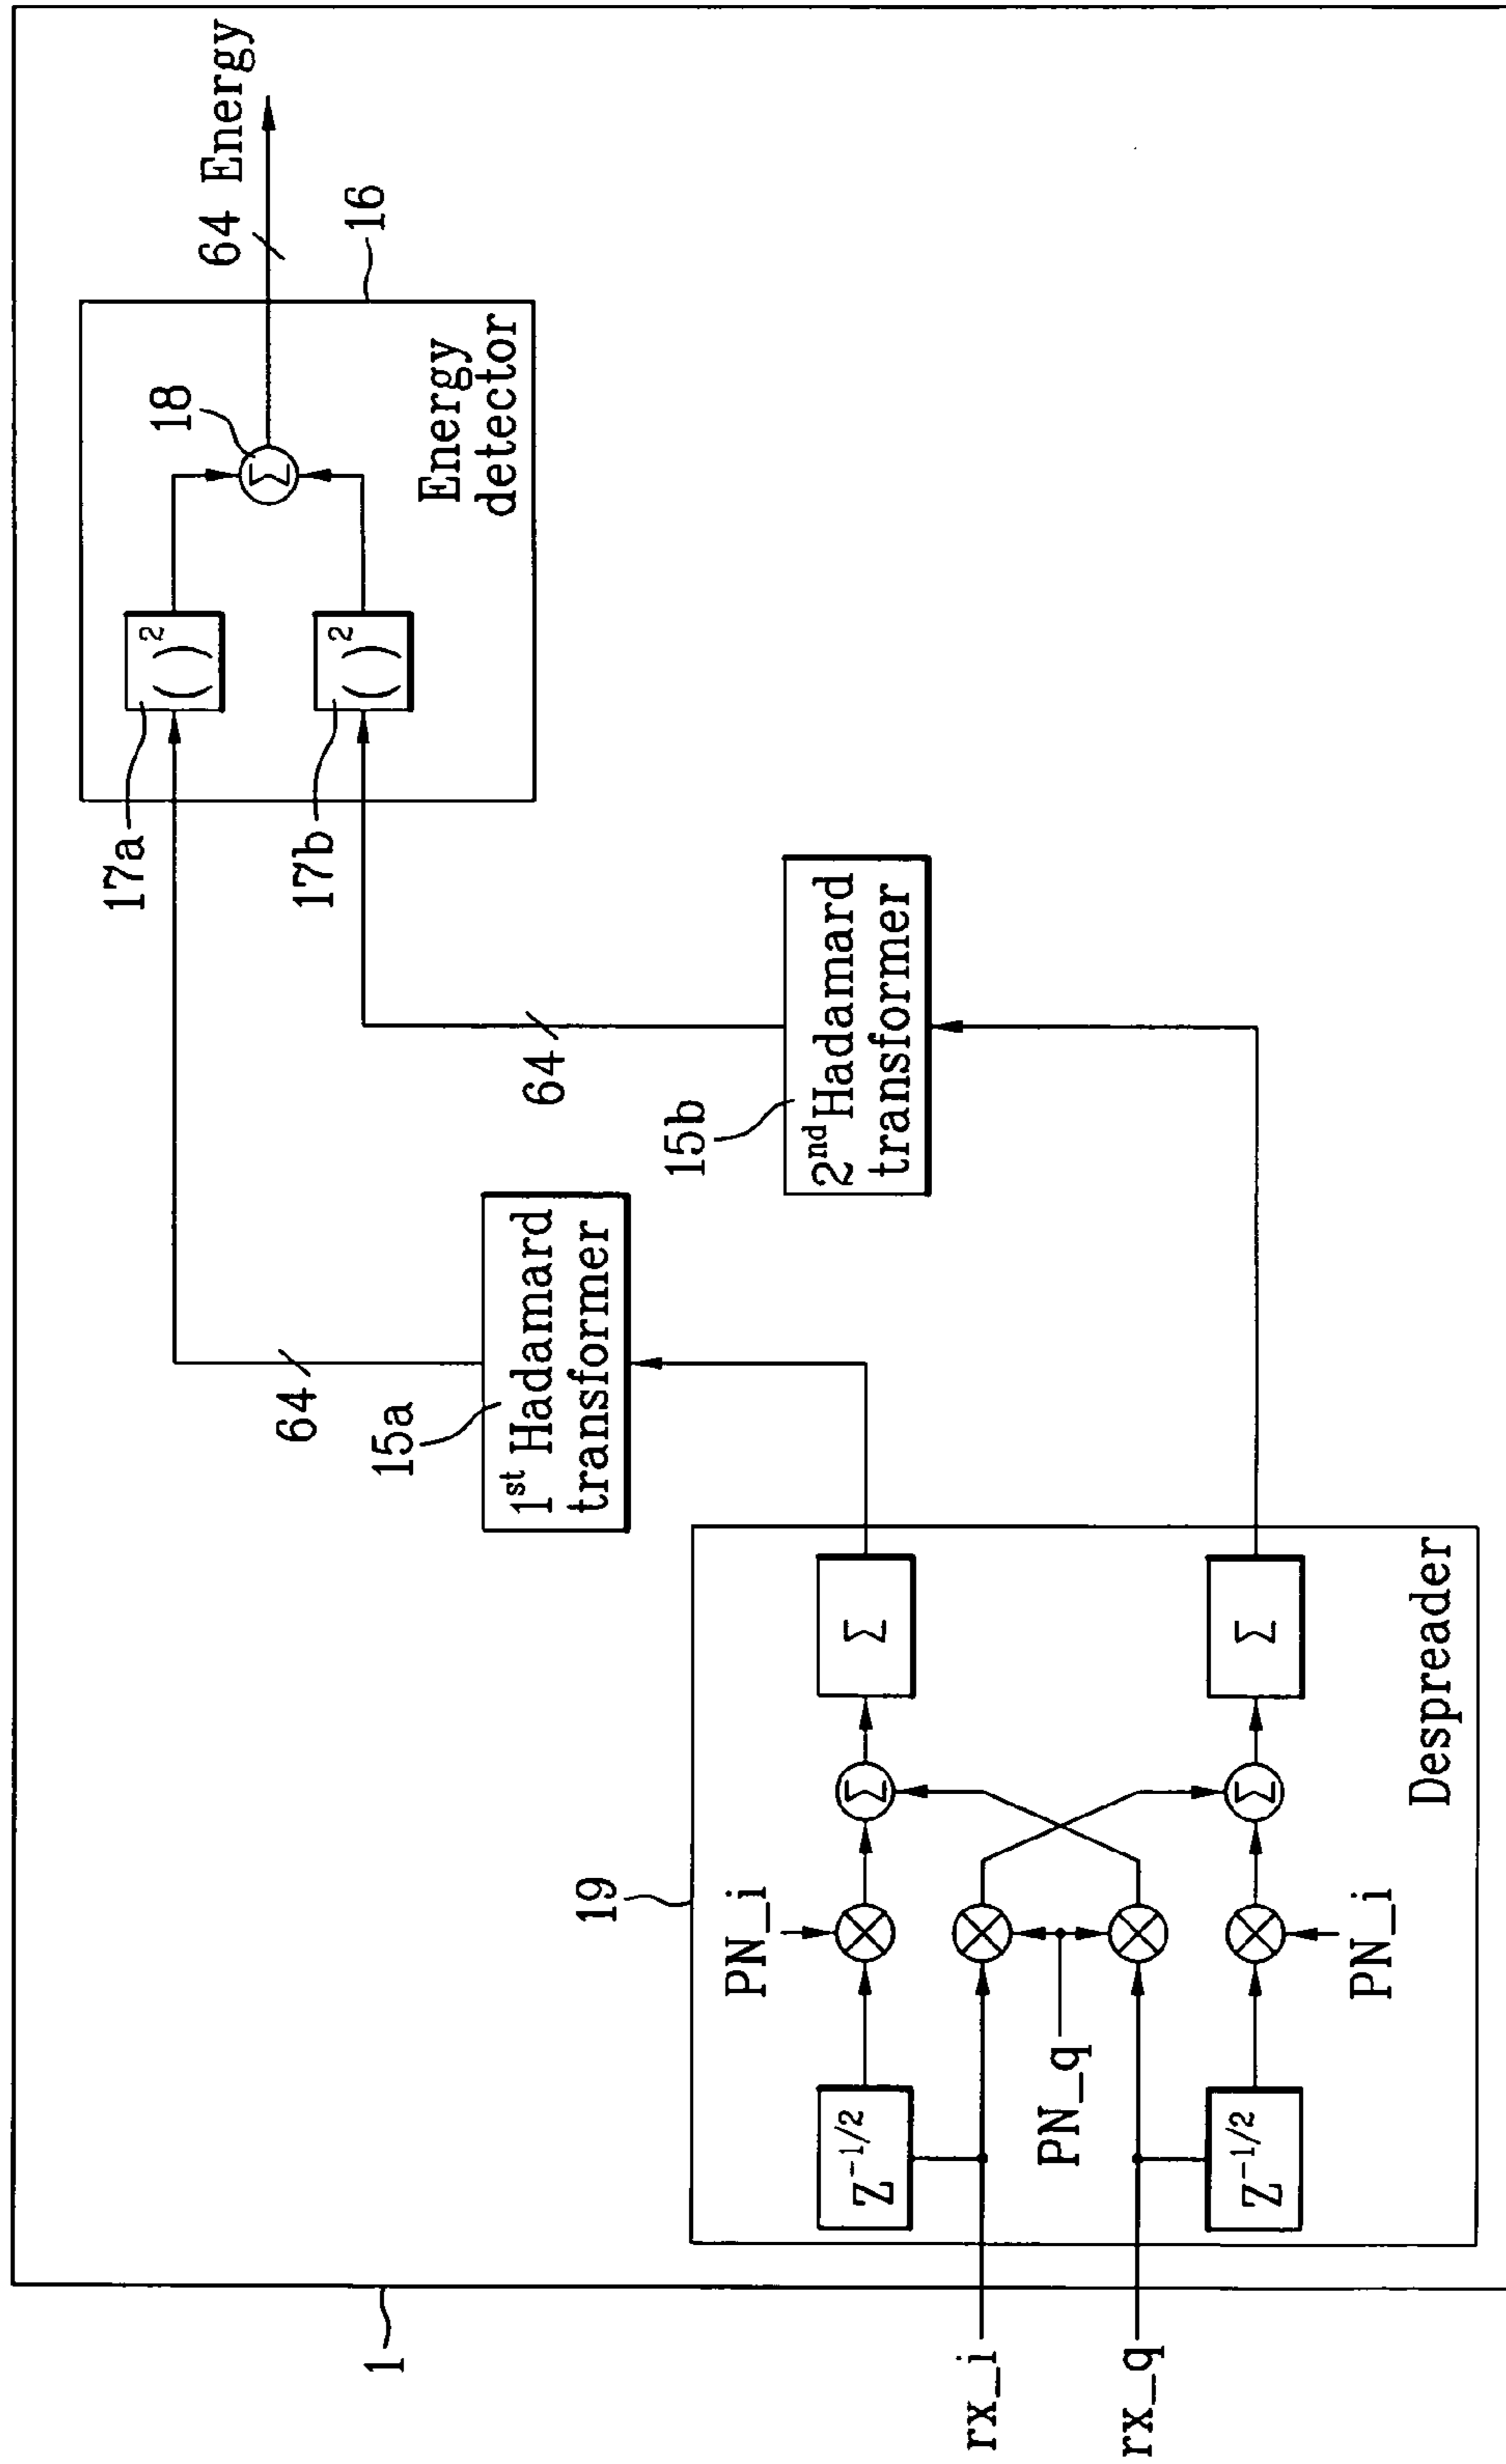 1
rx_i
rx_q
19
Z⁻¹/²
Z⁻¹/²
PN_i
PN_q
PN_i
Σ
Σ
Σ
Σ
Despreader
15a
1st Hadamard
transformer
64
15b
2nd Hadamard
transformer
64
17a
( )²
17b
( )²
18
Σ
Energy
detector
16
64 Energy